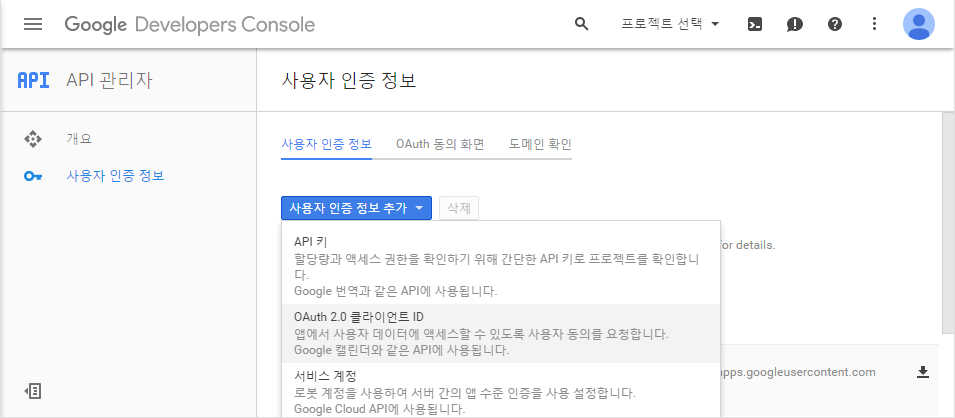 Google Developers Console
프로젝트 선택
API
API 관리자
사용자 인증 정보
개요
사용자 인증 정보
사용자 인증 정보
OAuth 동의 화면
도메인 확인
사용자 인증 정보 추가
삭제
API 키
할당량과 액세스 권한을 확인하기 위해 간단한 API 키로 프로젝트를 확인합니
다.
Google 번역과 같은 API에 사용됩니다.
for details.
OAuth 2.0 클라이언트 ID
앱에서 사용자 데이터에 액세스할 수 있도록 사용자 동의를 요청합니다.
Google 캘린더와 같은 API에 사용됩니다.
apps.googleusercontent.com
서비스 계정
로봇 계정을 사용하여 서버 간의 앱 수준 인증을 사용 설정합니다.
Google Cloud API에 사용됩니다.